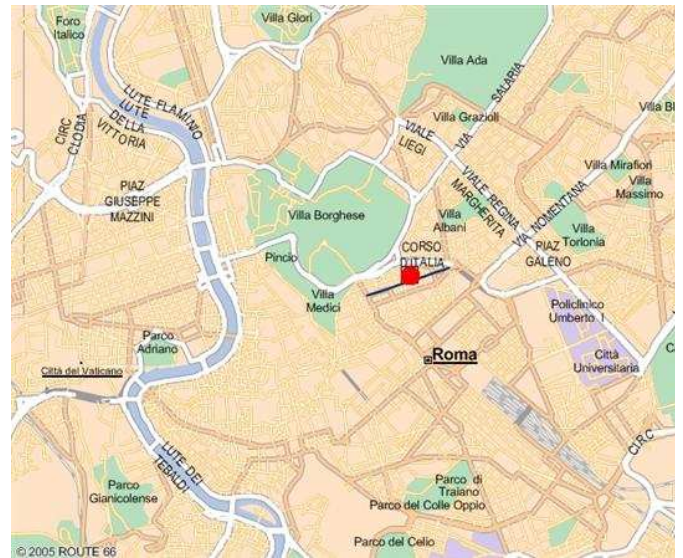 Villa Glori
Foro
Italico
Villa Ada
LUTE FLAMINIO
LUTE
DELLA
VITTORIA
CIRC
CLODIA
VIA
SALARIA
Villa Grazioli
VIALE
LIEGI
Villa Bl
VIALE REGINA
MARGHERITA
Villa Mirafiori
Villa
Massimo
PIAZ
GIUSEPPE
MAZZINI
Villa Borghese
Villa
Albani
VIA NOMENTANA
Villa
Torlonia
CORSO
D'ITALIA
PIAZ
GALENO
Pincio
Villa
Medici
Policlinico
Umberto I
Parco
Adriano
Roma
Città
Universitaria
C
Città del Vaticano
CIRC
LUTE DEI
TEBALDI
Parco
Gianicolense
Parco di
Traiano
Parco del Colle Oppio
Parco del Celio
© 2005 ROUTE 66